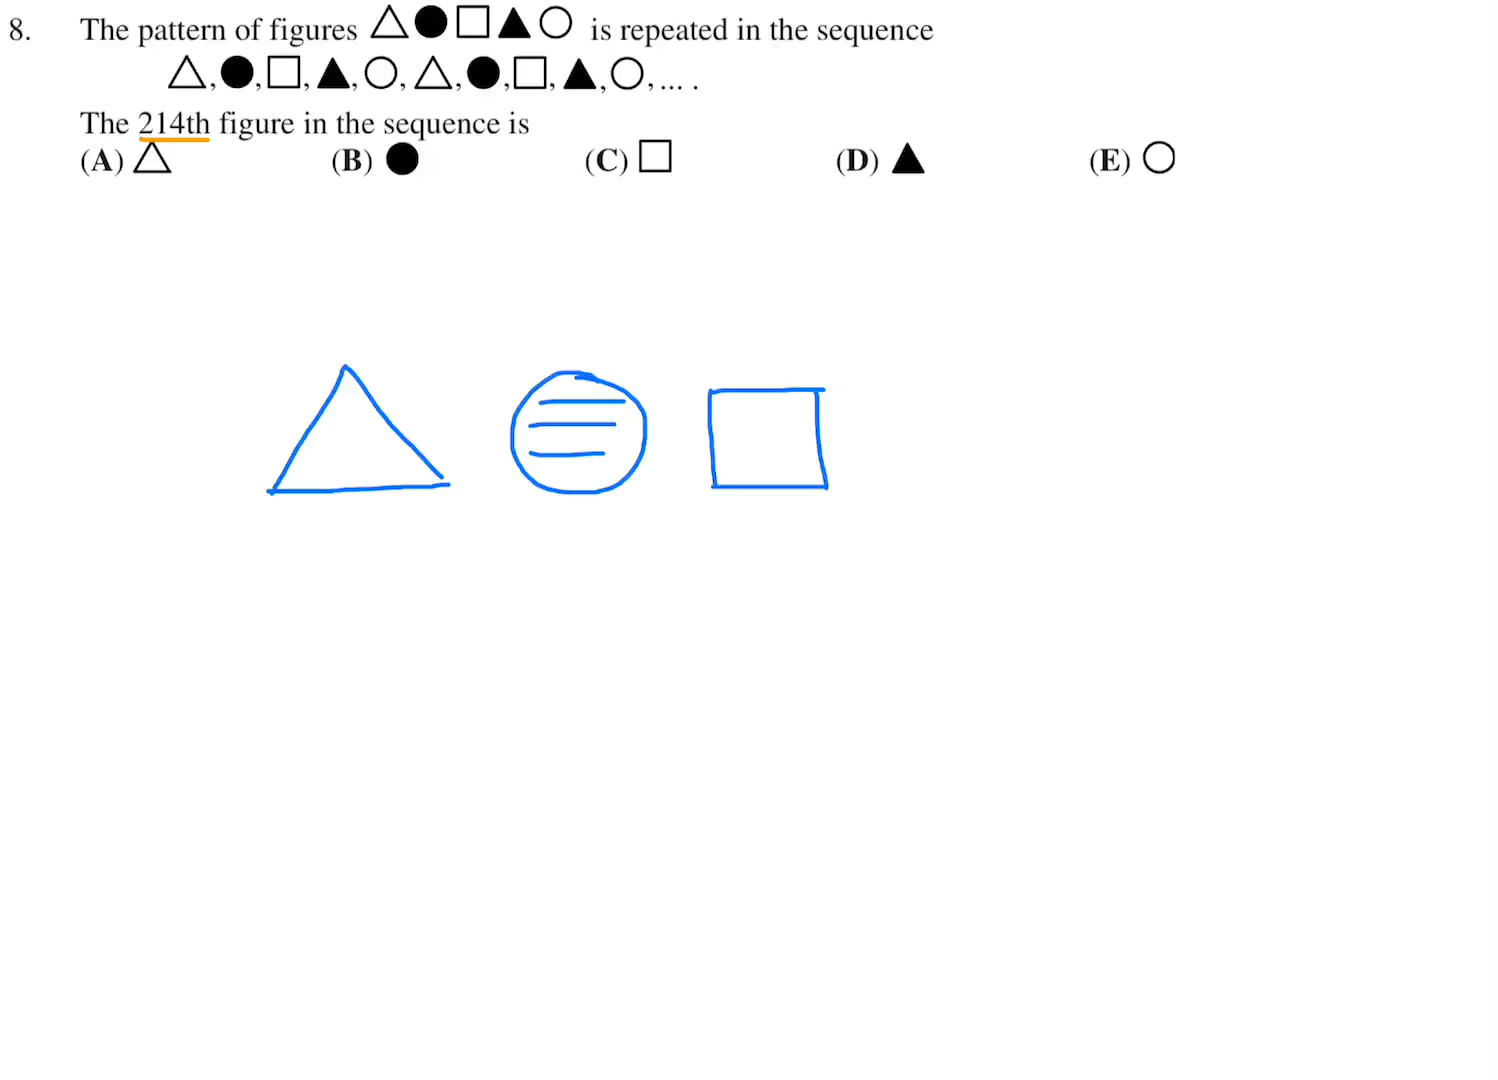 8. The pattern of figures △●□▲○ is repeated in the sequence
△,●,□,▲,○,△,●,□,▲,○,... .
The 214th figure in the sequence is
(A) △ (B) ● (C) □ (D) ▲ (E) ○